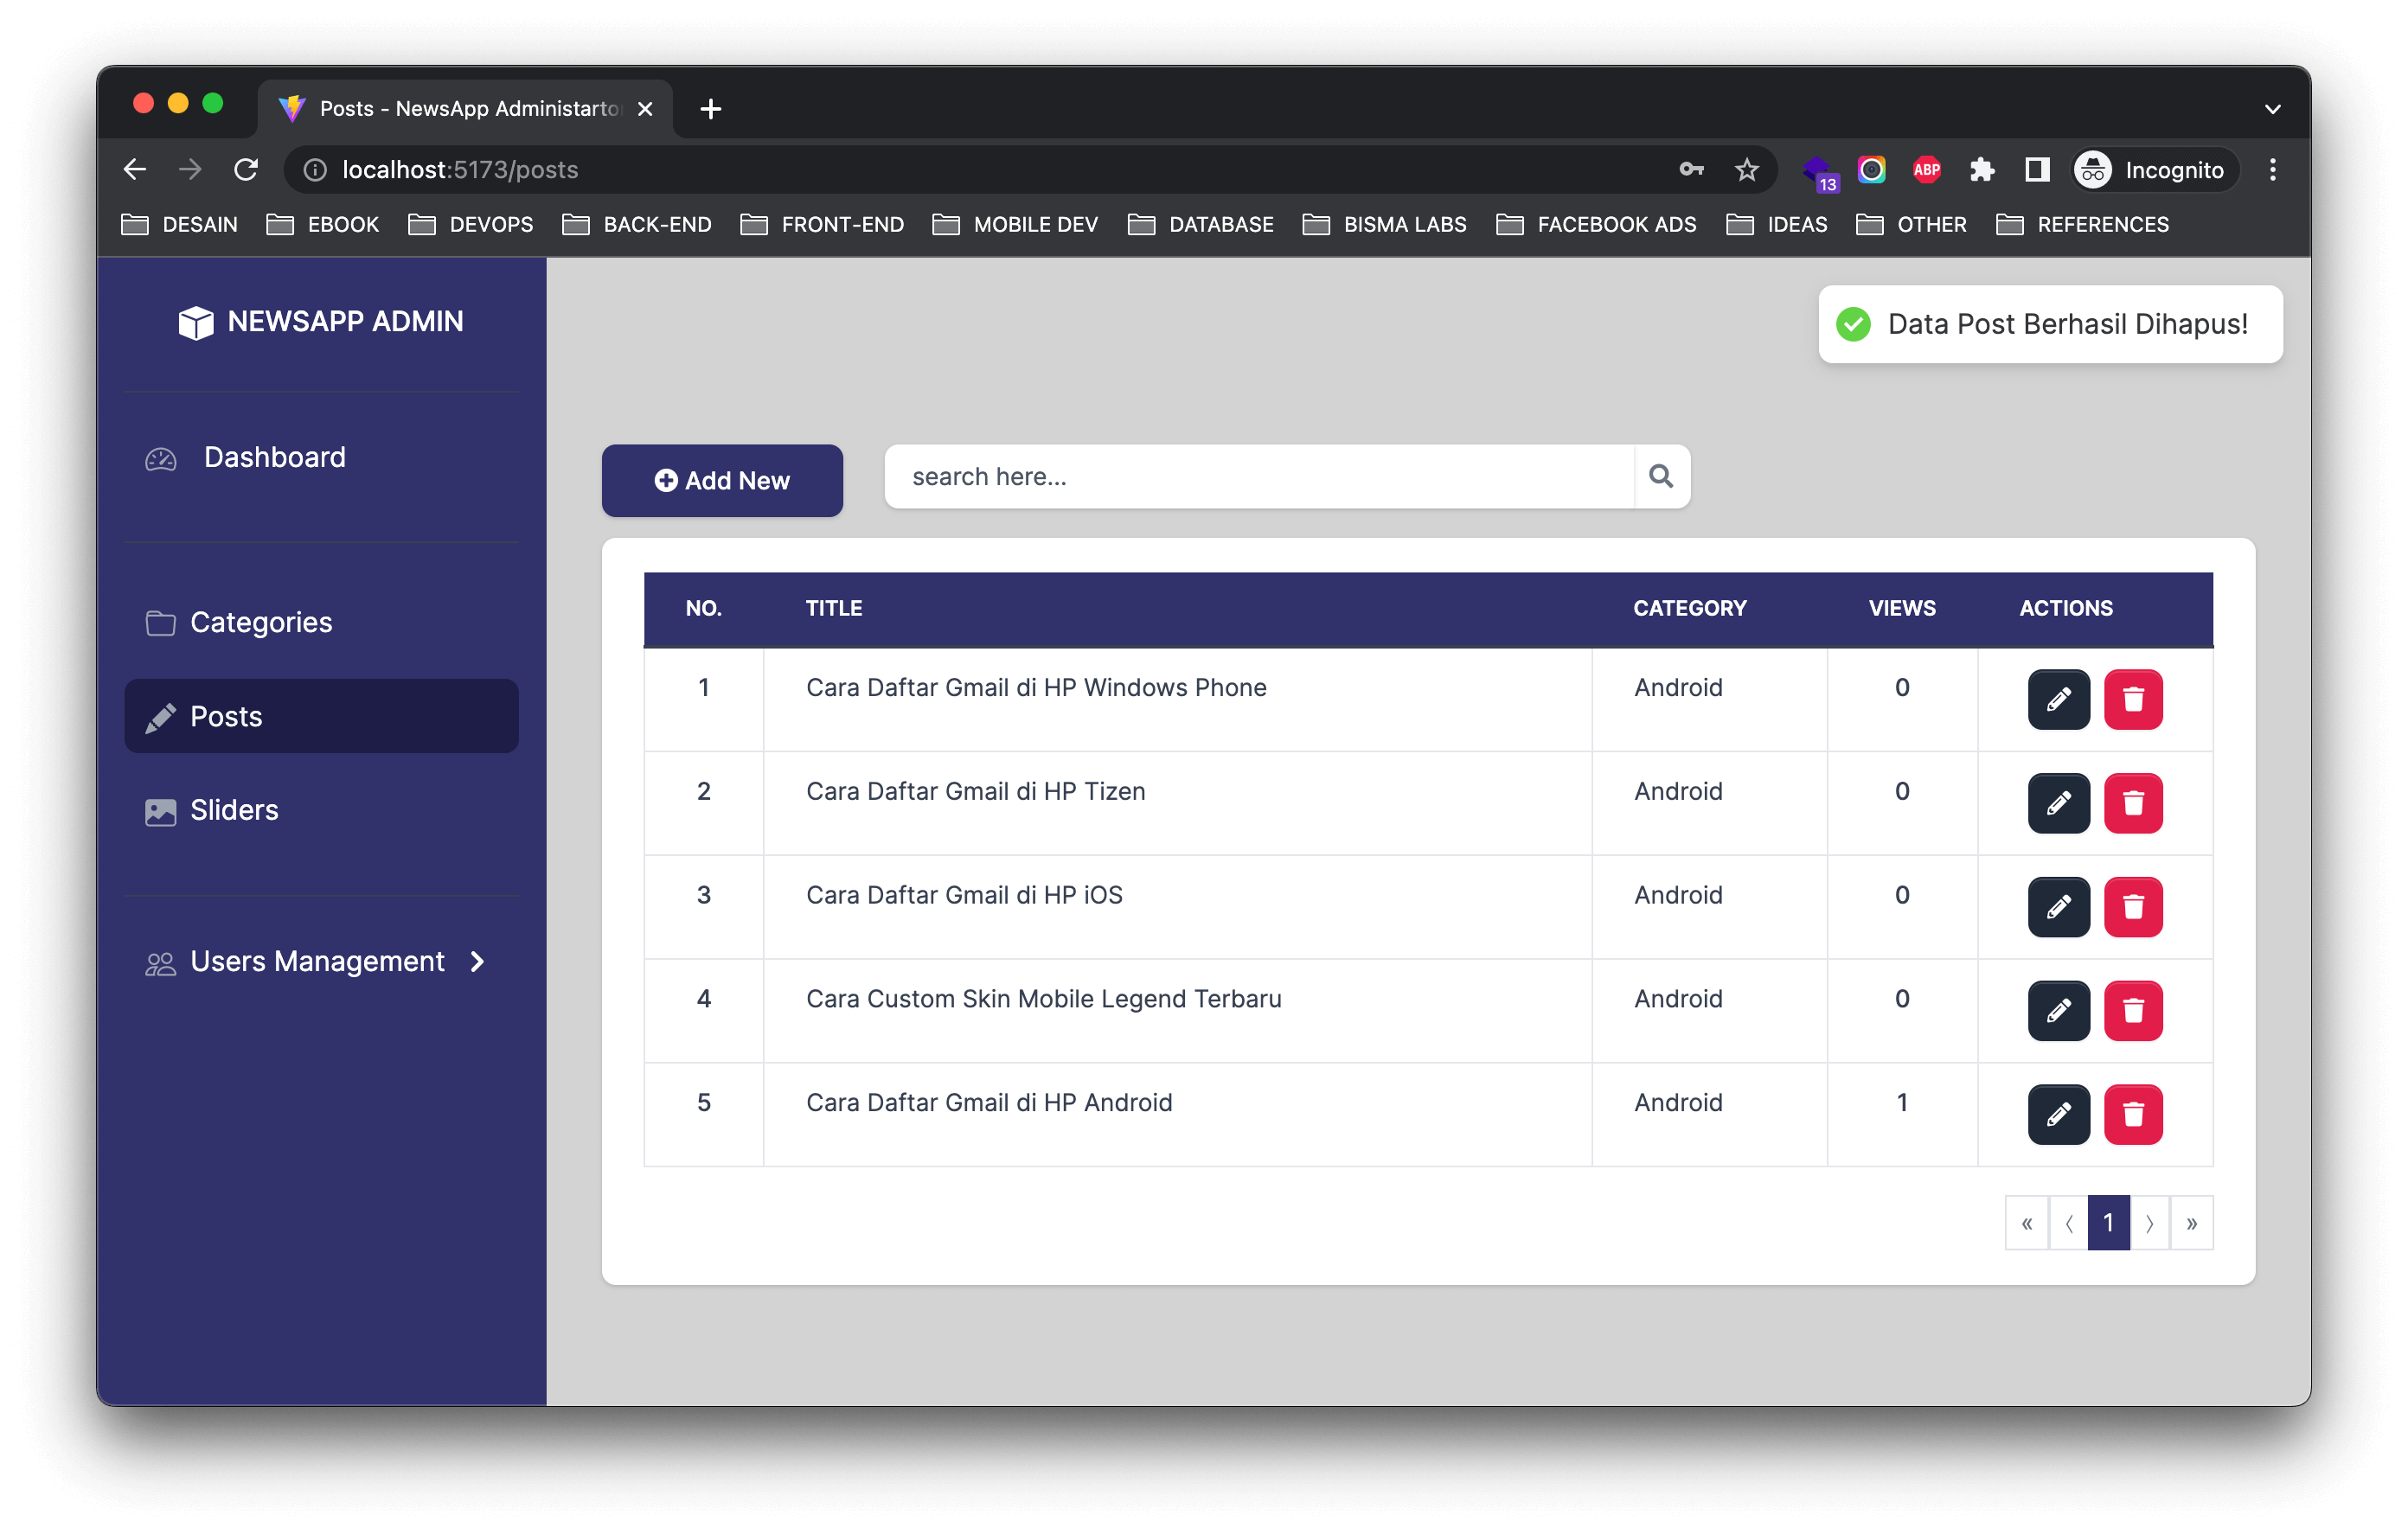 Posts - NewsApp Administarto
localhost:5173/posts
13
ABP
Incognito
DESAIN EBOOK DEVOPS BACK-END FRONT-END MOBILE DEV DATABASE BISMA LABS FACEBOOK ADS IDEAS OTHER REFERENCES
NEWSAPP ADMIN
Dashboard
Categories
Posts
Sliders
Users Management
Data Post Berhasil Dihapus!
Add New
search here...
NO. TITLE CATEGORY VIEWS ACTIONS
1 Cara Daftar Gmail di HP Windows Phone Android 0
2 Cara Daftar Gmail di HP Tizen Android 0
3 Cara Daftar Gmail di HP iOS Android 0
4 Cara Custom Skin Mobile Legend Terbaru Android 0
5 Cara Daftar Gmail di HP Android Android 1
« ‹ 1 › »